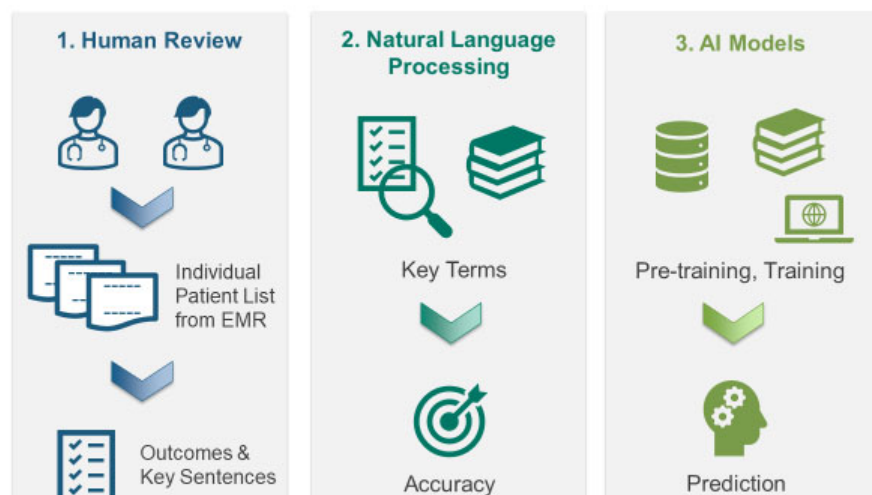 1. Human Review
Individual
Patient List
from EMR
Outcomes &
Key Sentences
2. Natural Language
Processing
Key Terms
Accuracy
3. AI Models
Pre-training, Training
Prediction